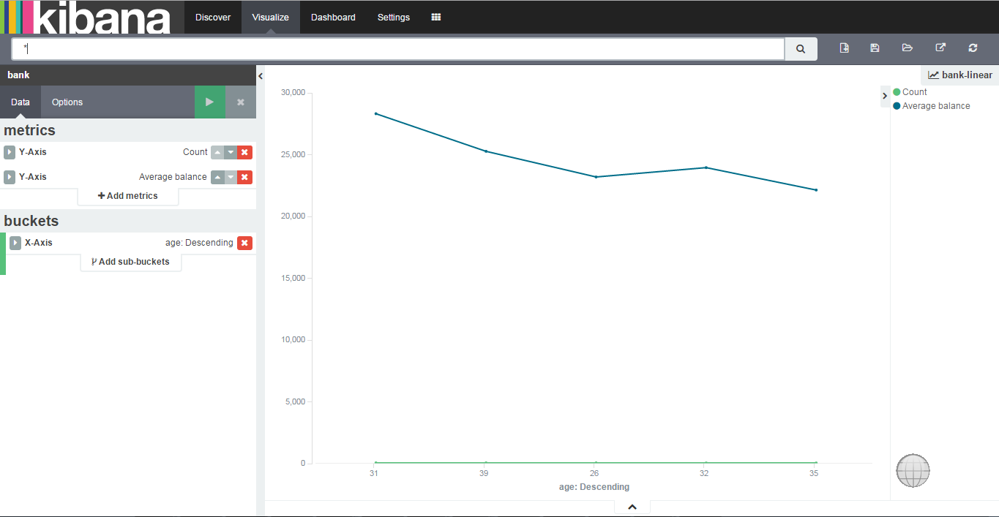 kibana
Discover
Visualize
Dashboard
Settings
*
bank
bank-linear
Data
Options
metrics
Y-Axis
Count
Y-Axis
Average balance
Add metrics
buckets
X-Axis
age: Descending
Add sub-buckets
30,000
25,000
20,000
15,000
10,000
5,000
0
31
39
26
32
35
age: Descending
Count
Average balance